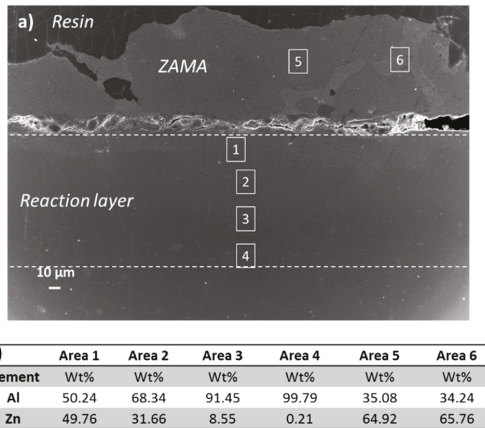 a) Resin
ZAMA
5
6
1
2
Reaction layer
3
4
10 µm
) Area 1 Area 2 Area 3 Area 4 Area 5 Area 6
ement Wt% Wt% Wt% Wt% Wt% Wt%
Al 50.24 68.34 91.45 99.79 35.08 34.24
Zn 49.76 31.66 8.55 0.21 64.92 65.76